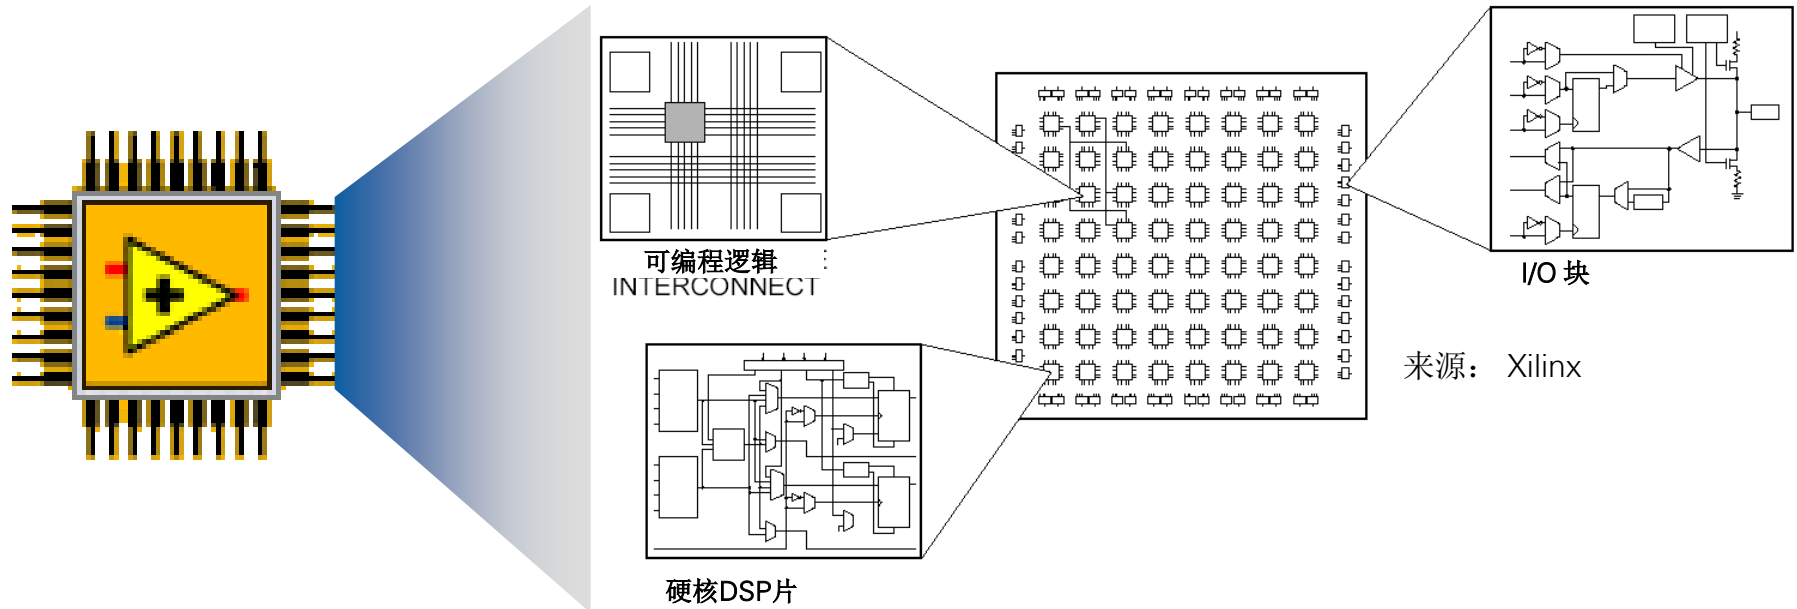 可编程逻辑
INTERCONNECT
I/O 块
来源： Xilinx
硬核DSP片